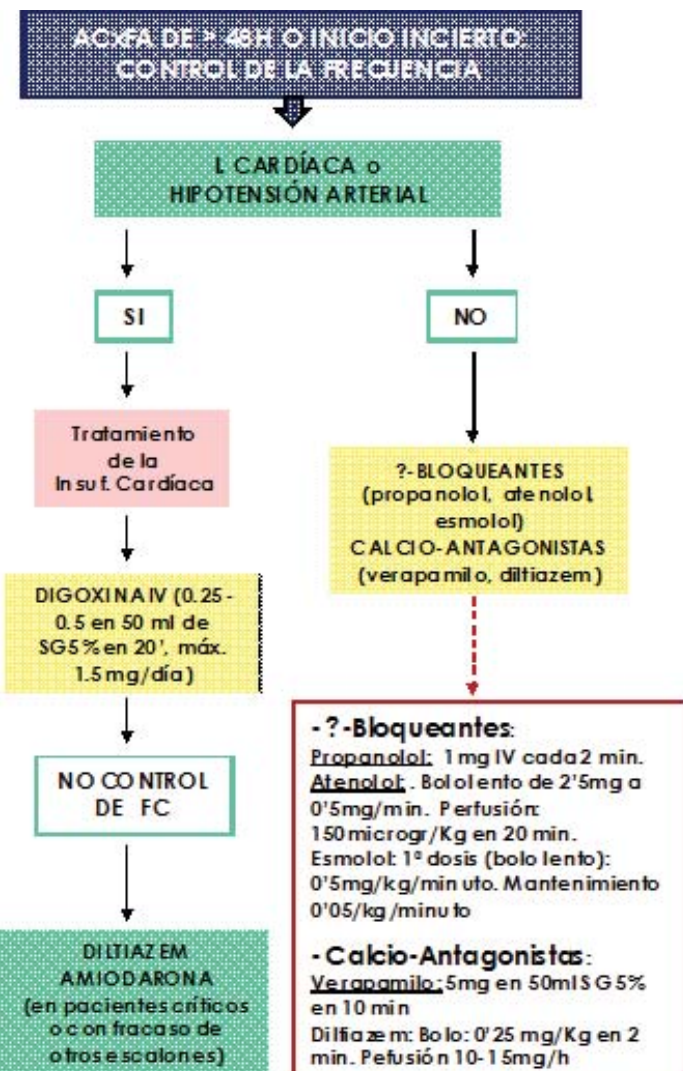 ACxFA DE > 48H O INICIO INCIERTO:
CONTROL DE LA FRECUENCIA
I. CARDÍACA o
HIPOTENSIÓN ARTERIAL
SI
NO
Tratamiento
de la
Insuf. Cardíaca
?-BLOQUEANTES
(propanolol, atenolol,
esmolol)
CALCIO-ANTAGONISTAS
(verapamilo, diltiazem)
DIGOXINA IV (0.25-
0.5 en 50 ml de
SG5% en 20', máx.
1.5 mg/día)
NO CONTROL
DE FC
DILTIAZEM
AMIODARONA
(en pacientes críticos
o con fracaso de
otros escalones)
- ?-Bloqueantes:
Propanolol: 1mg IV cada 2 min.
Atenolol: . Bolo lento de 2'5mg a
0'5mg/min. Perfusión:
150microgr/Kg en 20 min.
Esmolol: 1ª dosis (bolo lento):
0'5mg/kg/minuto. Mantenimiento
0'05/kg/minuto
- Calcio-Antagonistas:
Verapamilo: 5mg en 50ml SG5%
en 10 min
Diltiazem: Bolo: 0'25 mg/Kg en 2
min. Pefusión 10-15mg/h